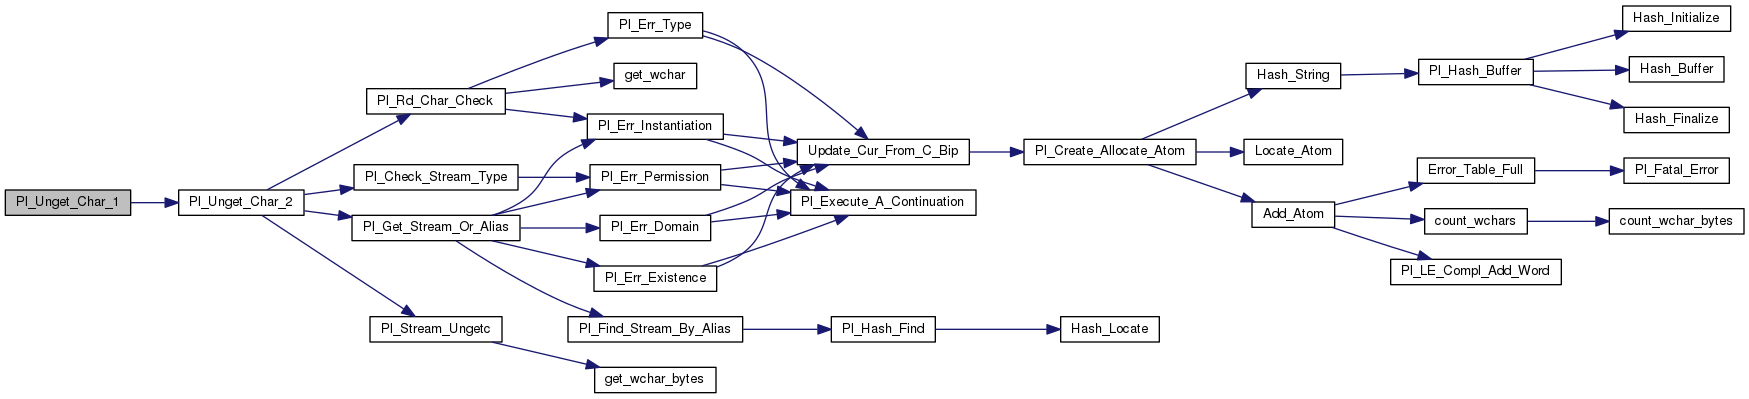 Pl_Unget_Char_1
Pl_Unget_Char_2
Pl_Rd_Char_Check
Pl_Check_Stream_Type
Pl_Get_Stream_Or_Alias
Pl_Stream_Ungetc
Pl_Err_Type
get_wchar
Pl_Err_Instantiation
Pl_Err_Permission
Pl_Err_Domain
Pl_Err_Existence
Pl_Find_Stream_By_Alias
get_wchar_bytes
Update_Cur_From_C_Bip
Pl_Execute_A_Continuation
Pl_Hash_Find
Pl_Create_Allocate_Atom
Hash_Locate
Hash_String
Locate_Atom
Add_Atom
Pl_Hash_Buffer
Error_Table_Full
count_wchars
Pl_LE_Compl_Add_Word
Hash_Initialize
Hash_Buffer
Hash_Finalize
Pl_Fatal_Error
count_wchar_bytes